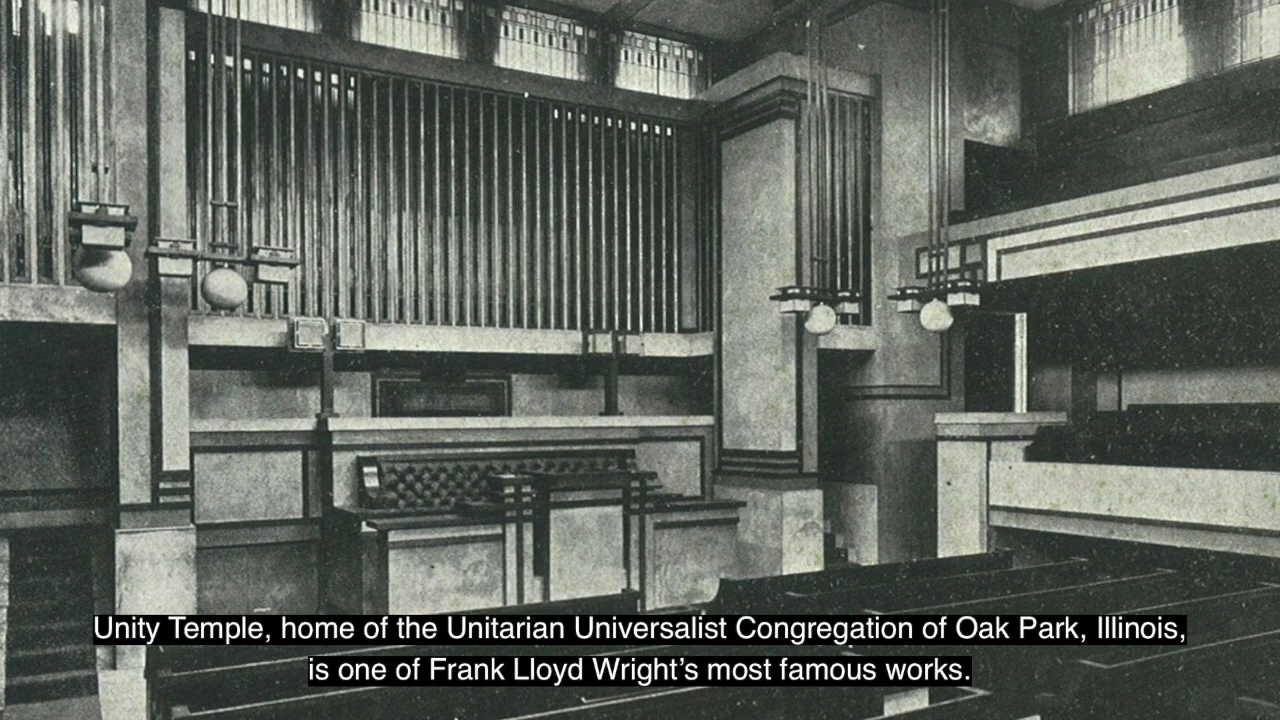 Unity Temple, home of the Unitarian Universalist Congregation of Oak Park, Illinois,
is one of Frank Lloyd Wright’s most famous works.